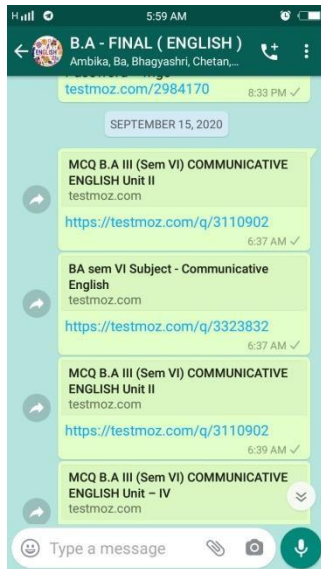 H 5:59 AM
B.A - FINAL ( ENGLISH )
Ambika, Ba, Bhagyashri, Chetan,...
testmoz.com/2984170
8:33 PM
SEPTEMBER 15, 2020
MCQ B.A III (Sem VI) COMMUNICATIVE
ENGLISH Unit II
testmoz.com
https://testmoz.com/q/3110902
6:37 AM
BA sem VI Subject - Communicative
English
testmoz.com
https://testmoz.com/q/3323832
6:37 AM
MCQ B.A III (Sem VI) COMMUNICATIVE
ENGLISH Unit II
testmoz.com
https://testmoz.com/q/3110902
6:39 AM
MCQ B.A III (Sem VI) COMMUNICATIVE
ENGLISH Unit – IV
testmoz.com
Type a message